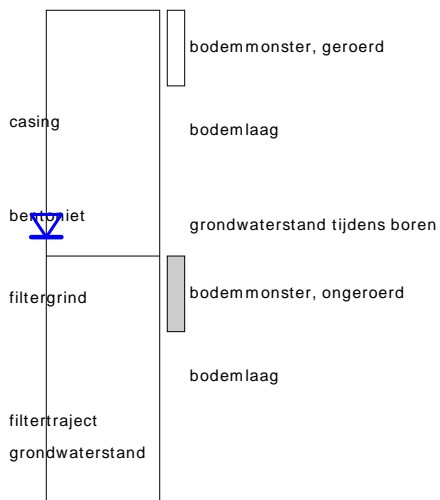 bodemmonster, geroerd
casing
bodemlaag
bentoniet
grondwaterstand tijdens boren
bodemmonster, ongeroerd
filtergrind
bodemlaag
filtertraject
grondwaterstand